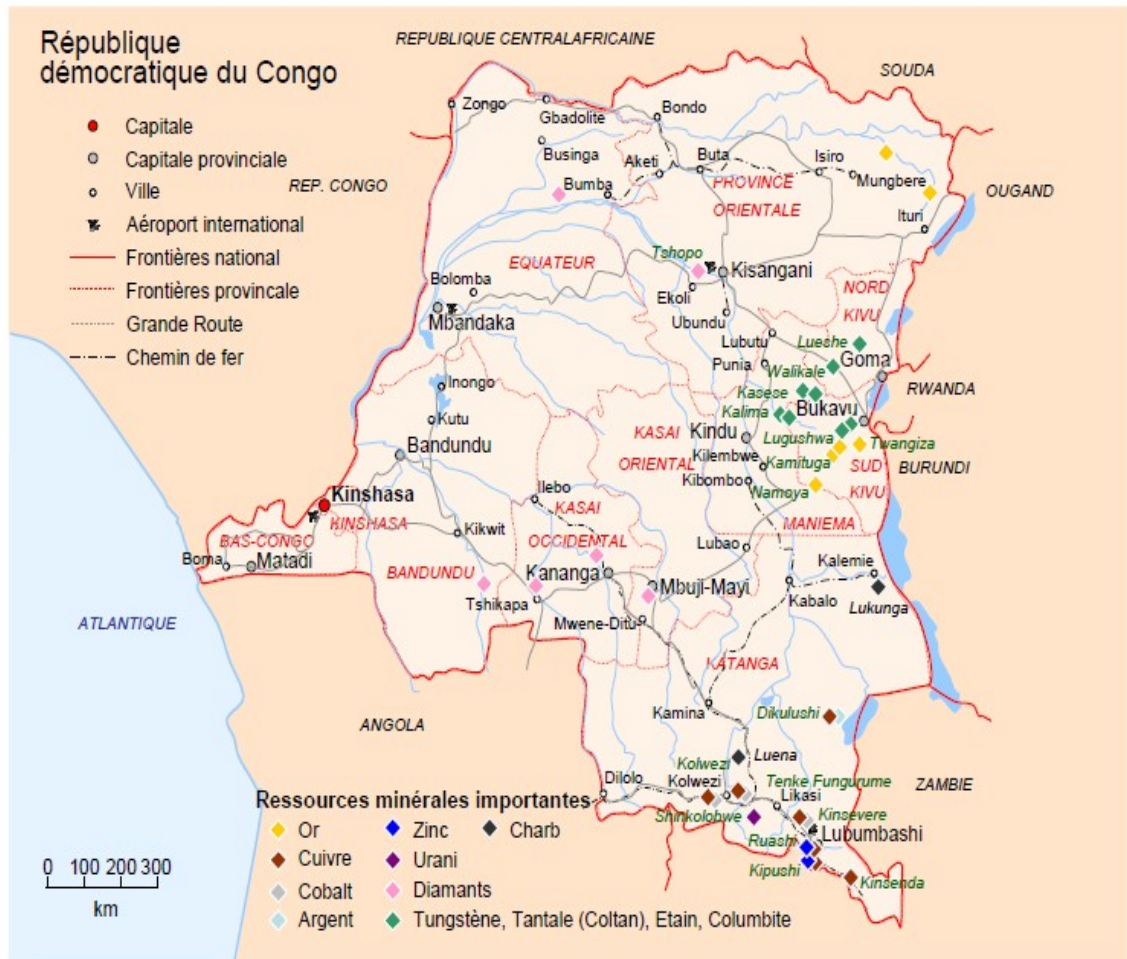 République
démocratique du Congo
Capitale
Capitale provinciale
Ville
Aéroport international
Frontières national
Frontières provincale
Grande Route
Chemin de fer
REPUBLIQUE CENTRALAFRICAINE
SOUDA
REP. CONGO
OUGAND
RWANDA
BURUNDI
ZAMBIE
ANGOLA
ATLANTIQUE
Zongo
Gbadolite
Bondo
Businga
Aketi
Buta
Isiro
Mungbere
Bumba
PROVINCE
ORIENTALE
Ituri
Tshopo
Kisangani
EQUATEUR
Bolomba
Ekoli
NORD
KIVU
Mbandaka
Ubundu
Lubutu
Lueshe
Goma
Punia
Walikale
Inongo
Kasese
Bukavu
Kalima
Kutu
KASAI
ORIENTAL
Kindu
Lugushwa
Twangiza
Bandundu
Kilembwe
Kamituga
SUD
KIVU
Kibombo
Namoya
Ilebo
Kinshasa
KINSHASA
KASAI
OCCIDENTAL
MANIEMA
Kikwit
BAS-CONGO
Lubao
Boma
Matadi
Kalemie
BANDUNDU
Kananga
Mbuji-Mayi
Lukunga
Tshikapa
Kabalo
Mwene-Ditu
KATANGA
Kamina
Dikulushi
Kolwezi
Luena
Dilolo
Kolwezi
Tenke Fungurume
Likasi
Shinkolobwe
Kinsevere
Lubumbashi
Ruashi
Kipushi
Kinsenda
Ressources minérales importantes
Or
Zinc
Charb
Cuivre
Urani
Cobalt
Diamants
Argent
Tungstène, Tantale (Coltan), Etain, Columbite
0 100 200 300
km